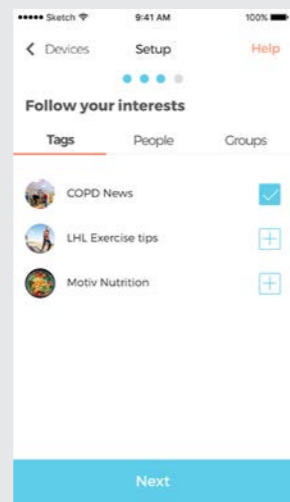 Sketch 9:41 AM 100%
Devices Setup Help
Follow your interests
Tags People Groups
COPD News
LHL Exercise tips
Motiv Nutrition
Next